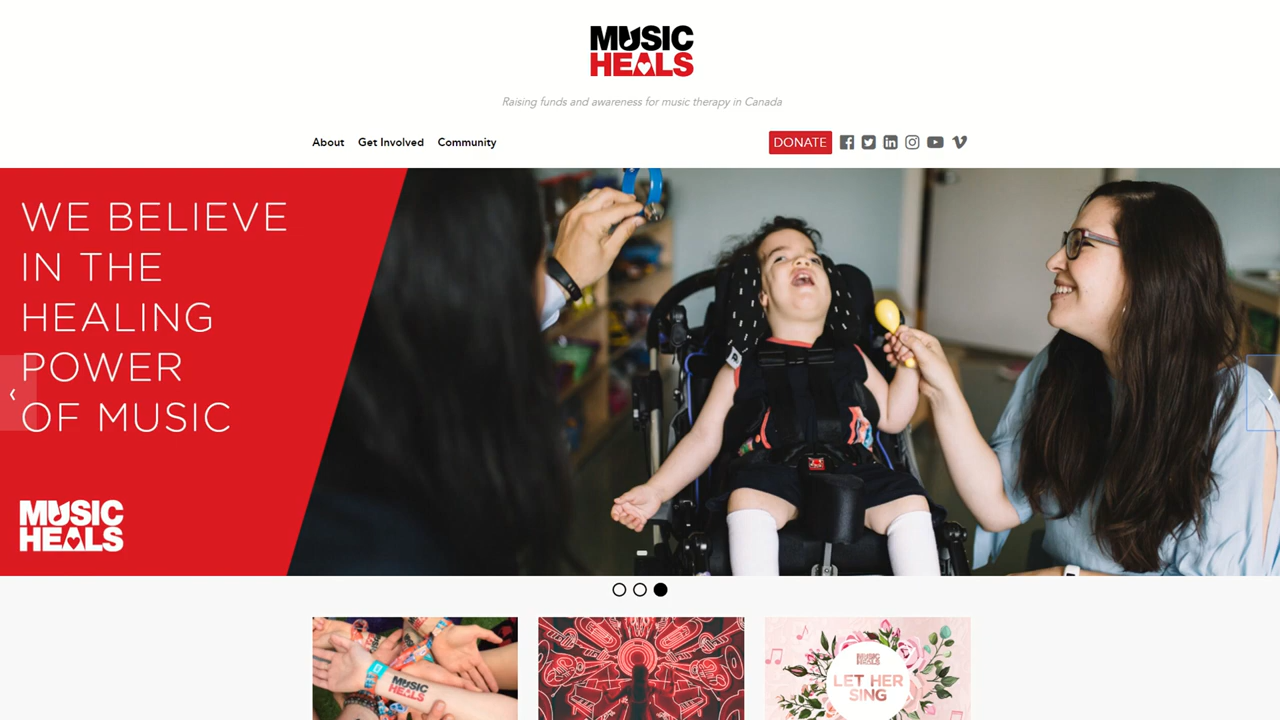 MUSIC
HEALS
Raising funds and awareness for music therapy in Canada
About Get Involved Community
DONATE
WE BELIEVE
IN THE
HEALING
POWER
OF MUSIC
MUSIC
HEALS
MUSIC
HEALS
MUSIC
HEALS
LET HER
SING